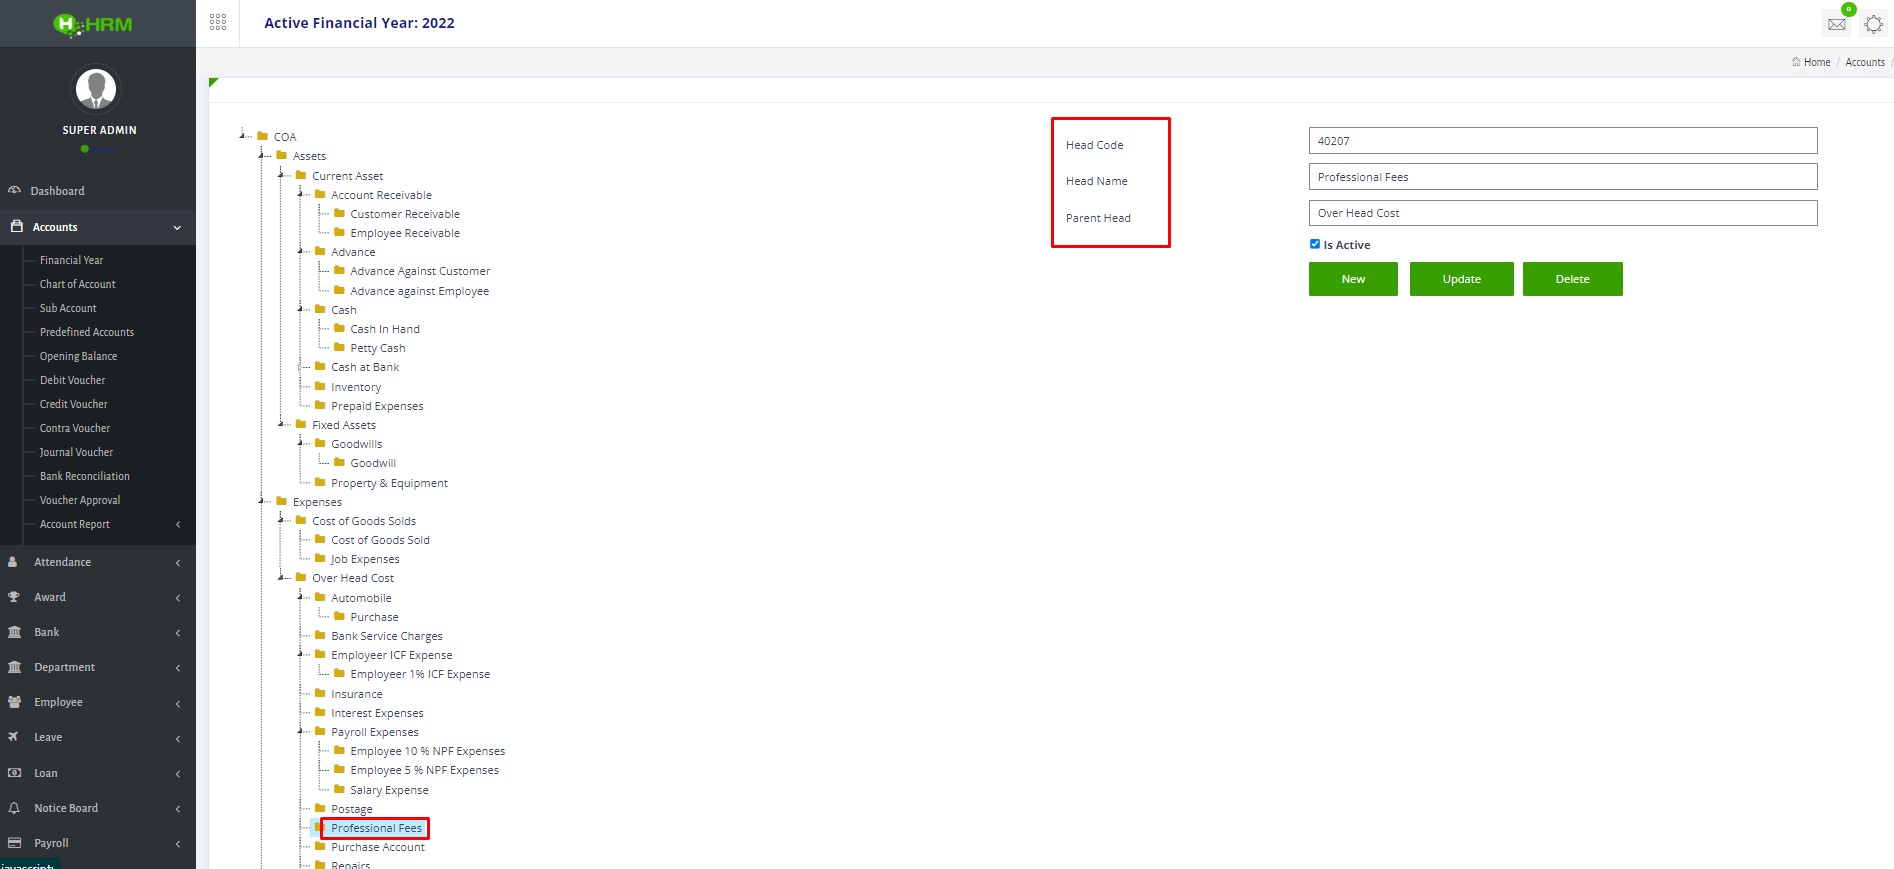 HRM
Active Financial Year: 2022
0
Home / Accounts /
SUPER ADMIN
Dashboard
Accounts
Financial Year
Chart of Account
Sub Account
Predefined Accounts
Opening Balance
Debit Voucher
Credit Voucher
Contra Voucher
Journal Voucher
Bank Reconciliation
Voucher Approval
Account Report
Attendance
Award
Bank
Department
Employee
Leave
Loan
Notice Board
Payroll
COA
Assets
Current Asset
Account Receivable
Customer Receivable
Employee Receivable
Advance
Advance Against Customer
Advance against Employee
Cash
Cash In Hand
Petty Cash
Cash at Bank
Inventory
Prepaid Expenses
Fixed Assets
Goodwills
Goodwill
Property & Equipment
Expenses
Cost of Goods Solds
Cost of Goods Sold
Job Expenses
Over Head Cost
Automobile
Purchase
Bank Service Charges
Employeer ICF Expense
Employeer 1% ICF Expense
Insurance
Interest Expenses
Payroll Expenses
Employee 10 % NPF Expenses
Employee 5 % NPF Expenses
Salary Expense
Postage
Professional Fees
Purchase Account
Repairs
Head Code
40207
Head Name
Professional Fees
Parent Head
Over Head Cost
Is Active
New
Update
Delete